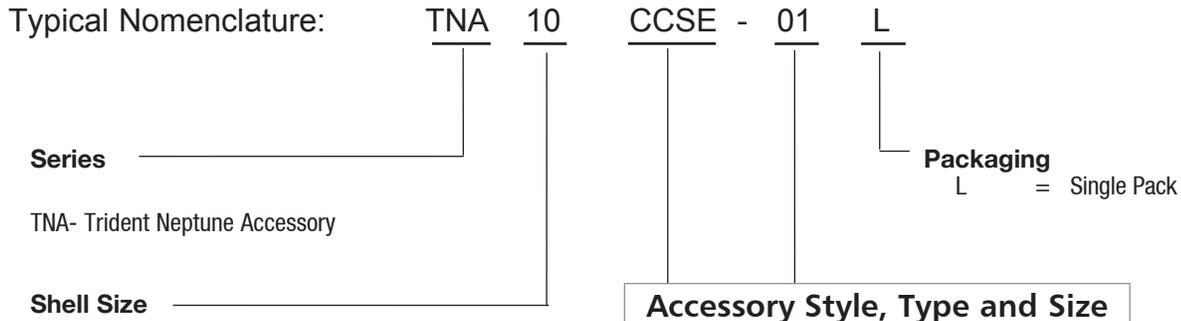 Typical Nomenclature: TNA 10 CCSE - 01 L
Series
Packaging
L = Single Pack
TNA- Trident Neptune Accessory
Shell Size
Accessory Style, Type and Size